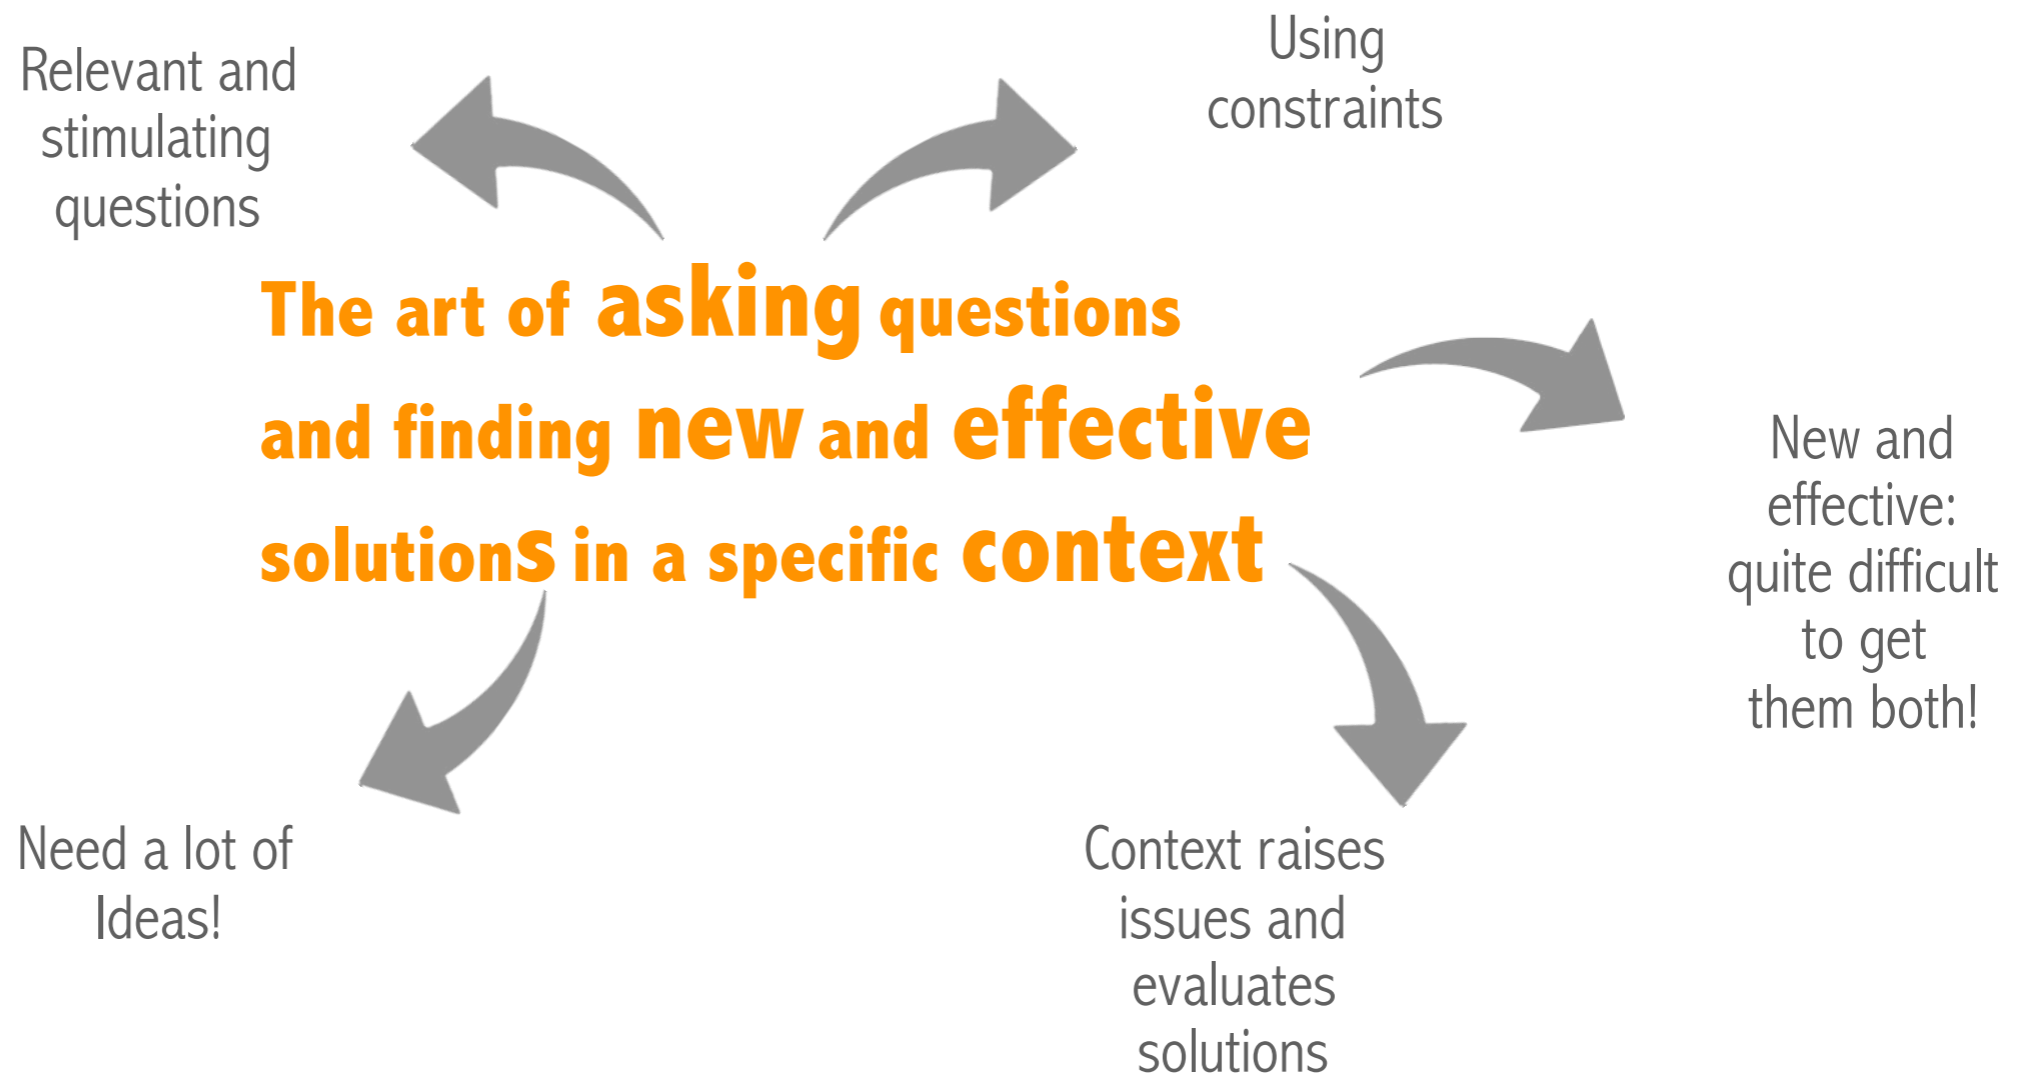 Relevant and
stimulating
questions
Using
constraints
The art of asking questions
and finding new and effective
solutions in a specific context
New and
effective:
quite difficult
to get
them both!
Need a lot of
Ideas!
Context raises
issues and
evaluates
solutions